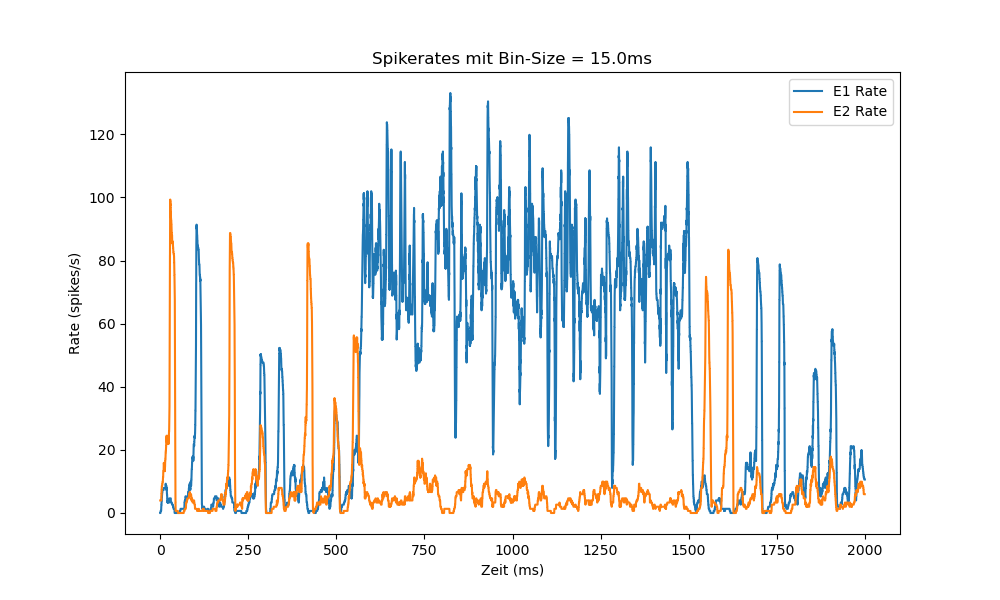 Spikerates mit Bin-Size = 15.0ms
E1 Rate
E2 Rate
120
100
80
60
40
20
0
Rate (spikes/s)
0 250 500 750 1000 1250 1500 1750 2000
Zeit (ms)